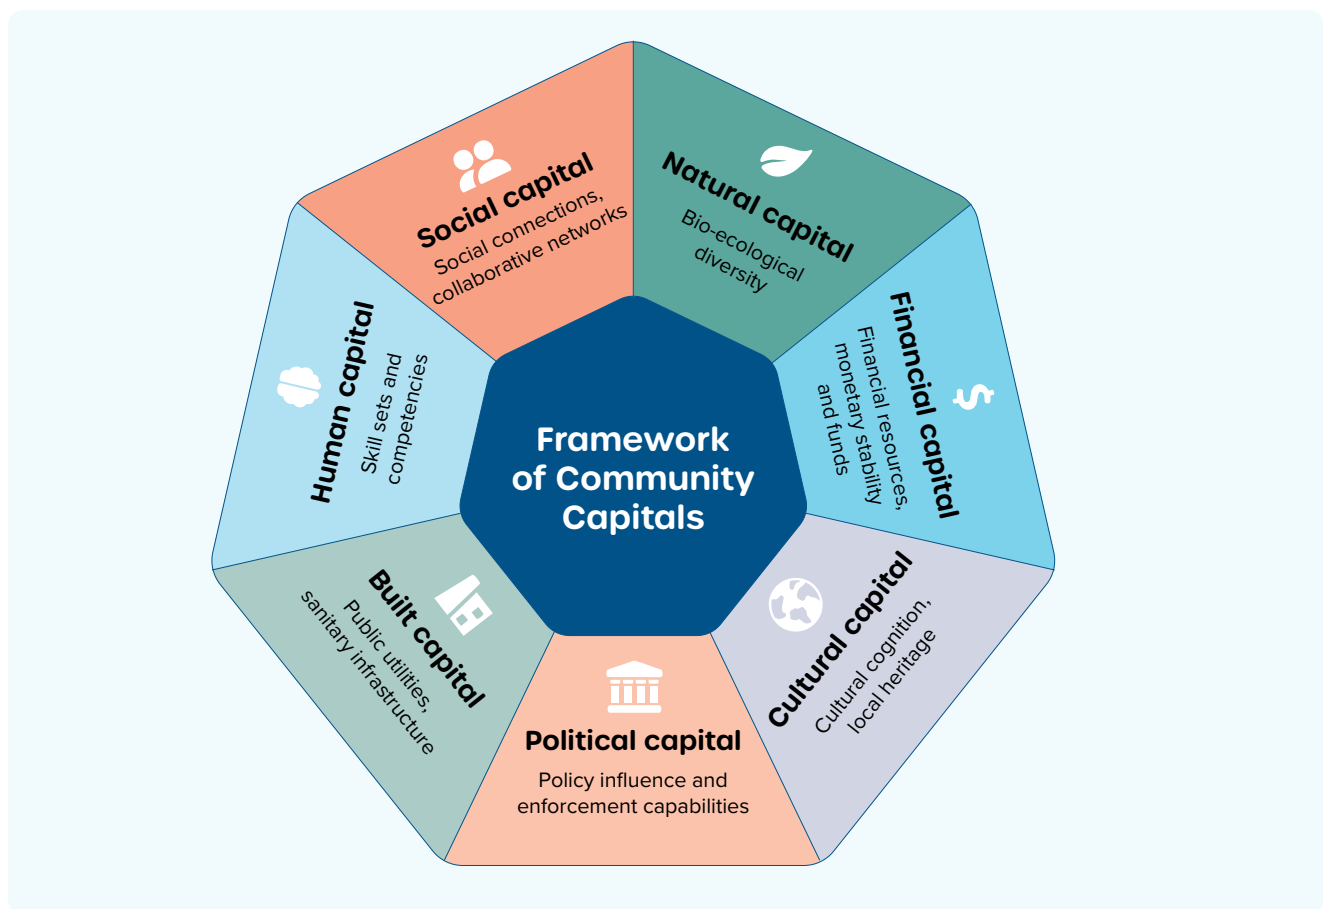 Social capital
Social connections,
collaborative networks
Natural capital
Bio-ecological
diversity
Financial capital
Financial resources,
monetary stability
and funds
Cultural capital
Cultural cognition,
local heritage
Political capital
Policy influence and
enforcement capabilities
Built capital
Public utilities,
sanitary infrastructure
Human capital
Skill sets and
competencies
Framework
of Community
Capitals